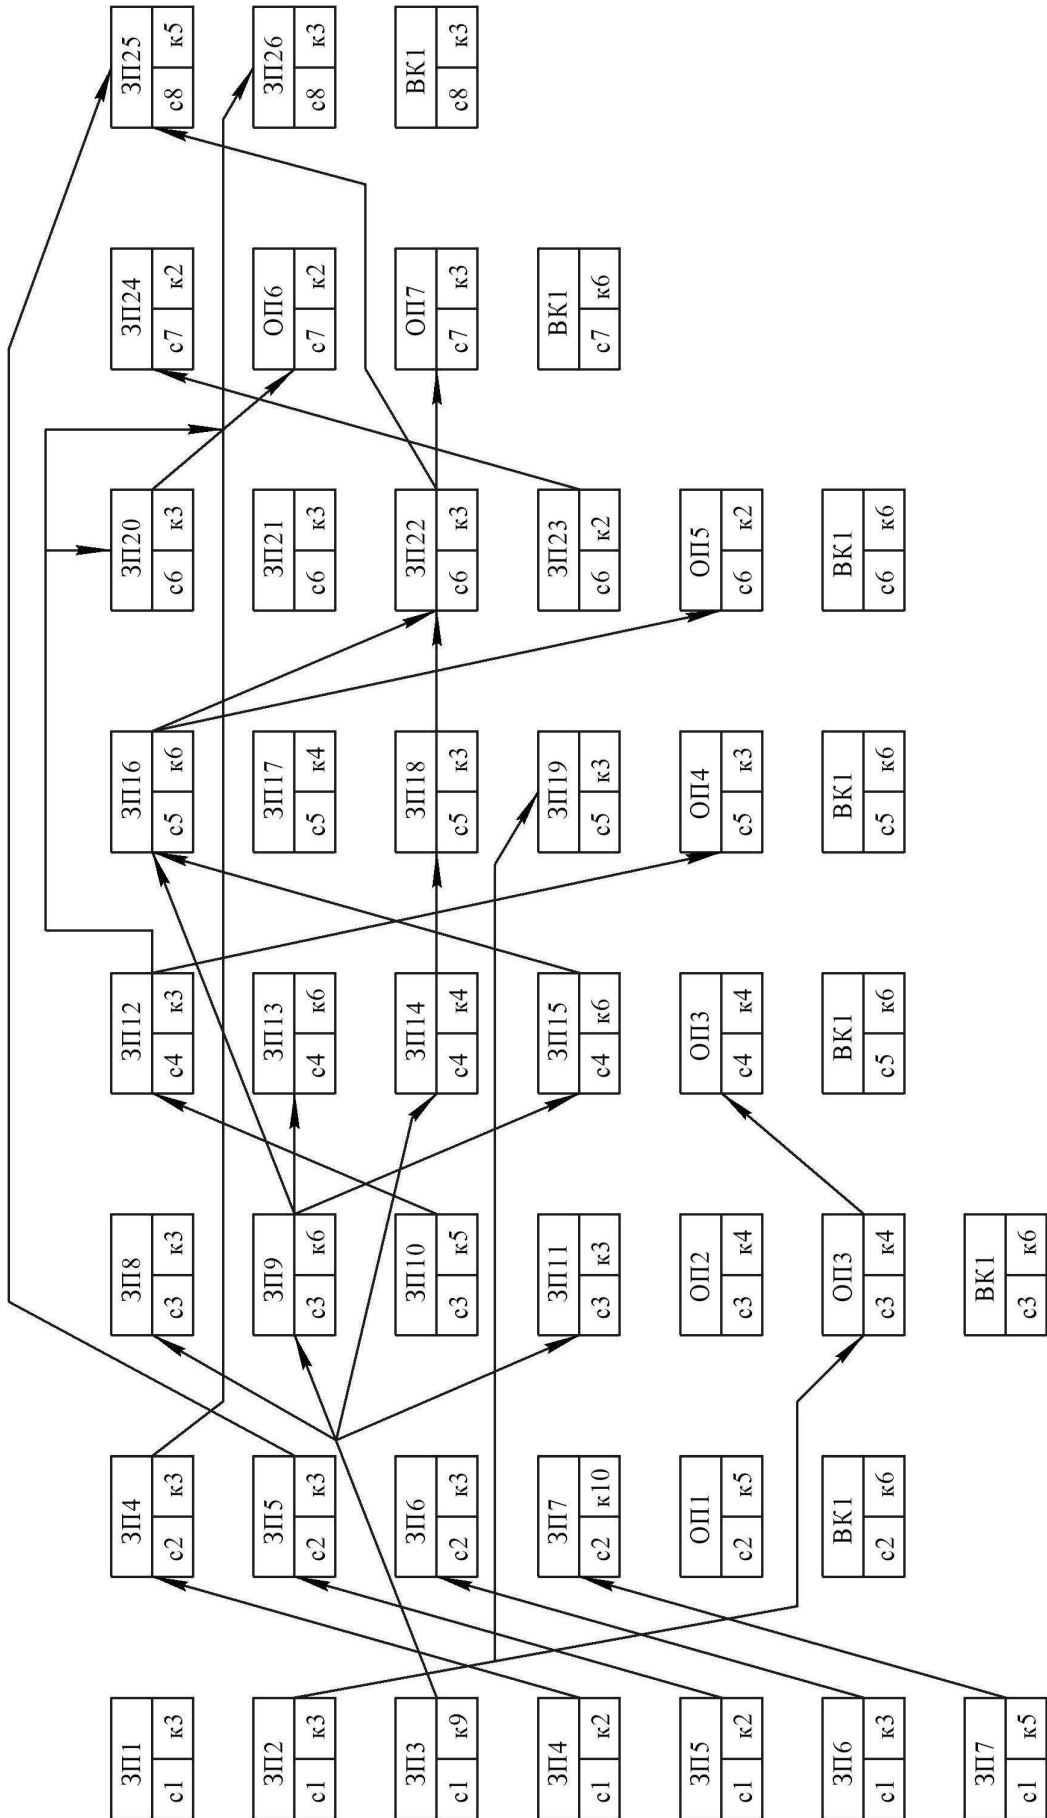 ЗП1
с1 к3
ЗП2
с1 к3
ЗП3
с1 к9
ЗП4
с1 к2
ЗП5
с1 к2
ЗП6
с1 к3
ЗП7
с1 к5
ЗП4
с2 к3
ЗП5
с2 к3
ЗП6
с2 к3
ЗП7
с2 к10
ОП1
с2 к5
ВК1
с2 к6
ЗП8
с3 к3
ЗП9
с3 к6
ЗП10
с3 к5
ЗП11
с3 к3
ОП2
с3 к4
ОП3
с3 к4
ВК1
с3 к6
ЗП12
с4 к3
ЗП13
с4 к6
ЗП14
с4 к4
ЗП15
с4 к6
ОП3
с4 к4
ВК1
с5 к6
ЗП16
с5 к6
ЗП17
с5 к4
ЗП18
с5 к3
ЗП19
с5 к3
ОП4
с5 к3
ВК1
с5 к6
ЗП20
с6 к3
ЗП21
с6 к3
ЗП22
с6 к3
ЗП23
с6 к2
ОП5
с6 к2
ВК1
с6 к6
ЗП24
с7 к2
ОП6
с7 к2
ОП7
с7 к3
ВК1
с7 к6
ЗП25
с8 к5
ЗП26
с8 к3
ВК1
с8 к3